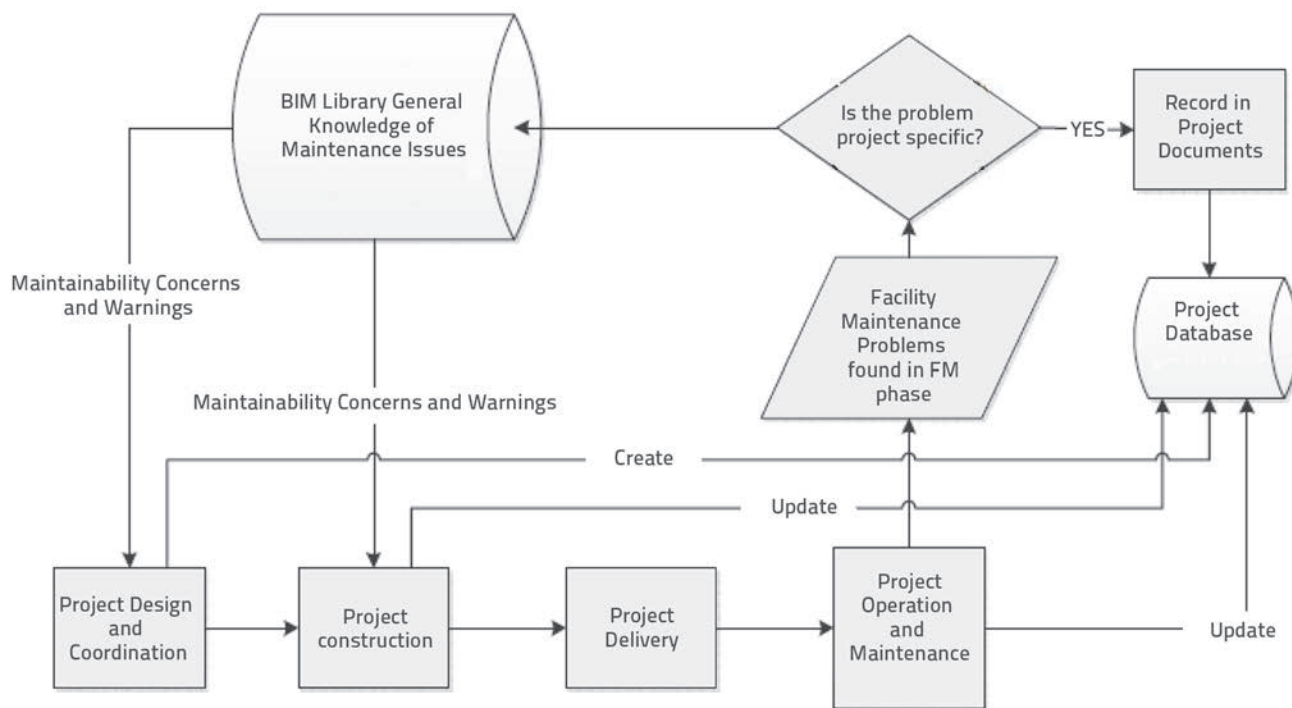 BIM Library General
Knowledge of
Maintenance Issues
Is the problem
project specific?
YES
Record in
Project
Documents
Maintainability Concerns
and Warnings
Facility
Maintenance
Problems
found in FM
phase
Project
Database
Maintainability Concerns and Warnings
Create
Update
Project Design
and
Coordination
Project
construction
Project
Delivery
Project
Operation
and
Maintenance
Update